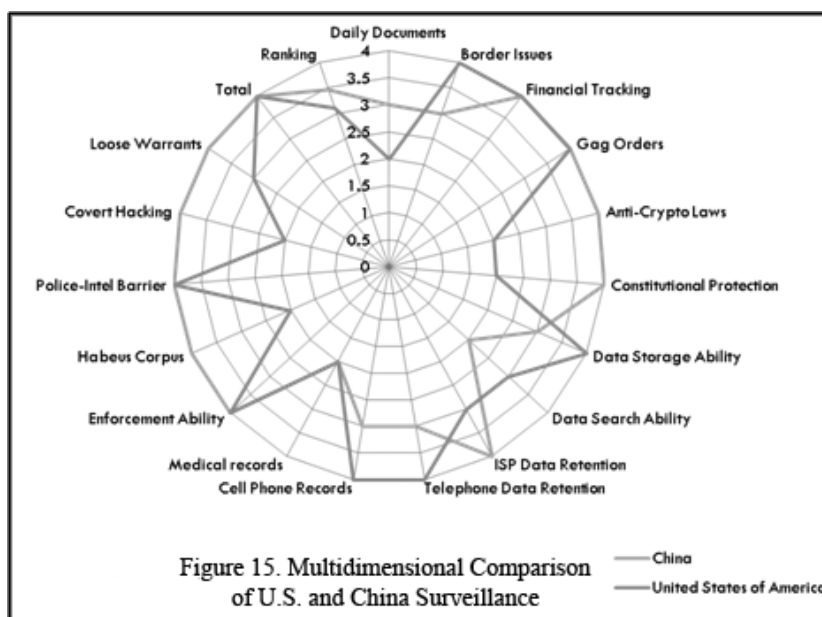 Daily Documents
Ranking
Border Issues
Total
Financial Tracking
Loose Warrants
Gag Orders
Covert Hacking
Anti-Crypto Laws
Police-Intel Barrier
Constitutional Protection
Habeus Corpus
Data Storage Ability
Enforcement Ability
Data Search Ability
Medical records
ISP Data Retention
Cell Phone Records
Telephone Data Retention
4
3.5
3
2.5
2
1.5
1
0.5
0
Figure 15. Multidimensional Comparison
of U.S. and China Surveillance
China
United States of America